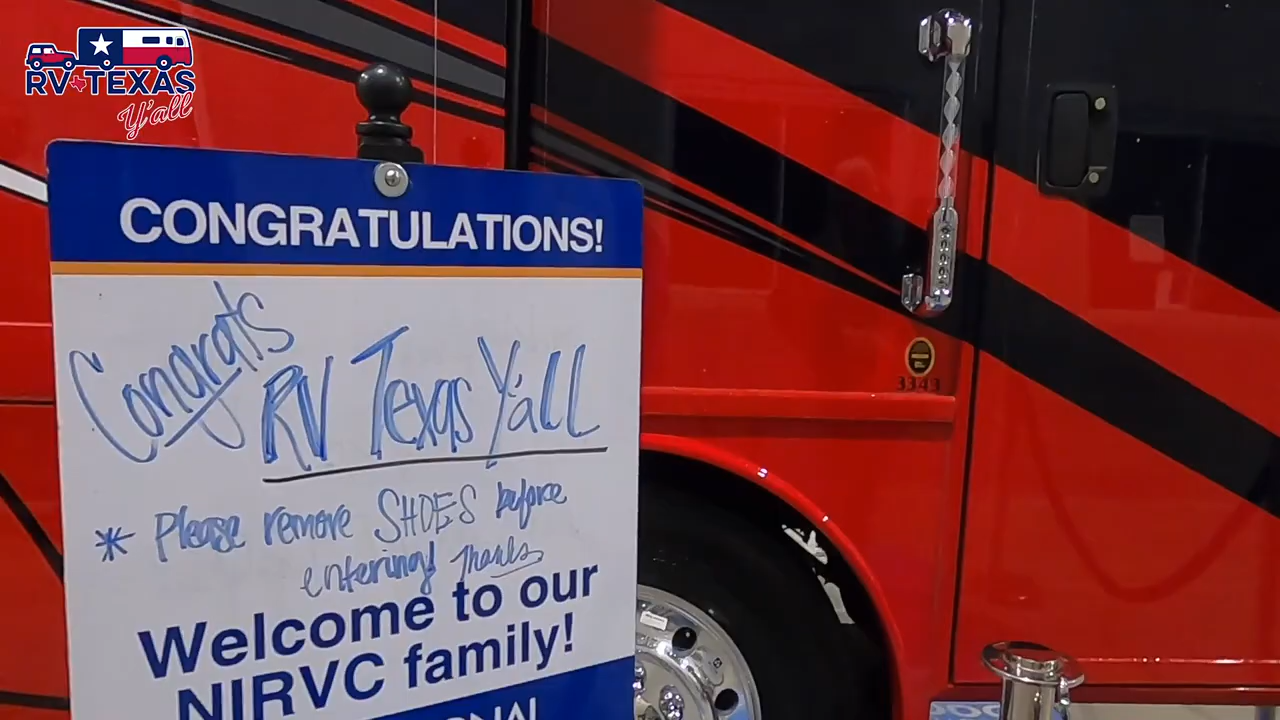 RV TEXAS
Y'all
CONGRATULATIONS!
Congrats
RV Texas Y'all
* Please remove SHOES before
entering! Thanks
Welcome to our
NIRVC family!
3343